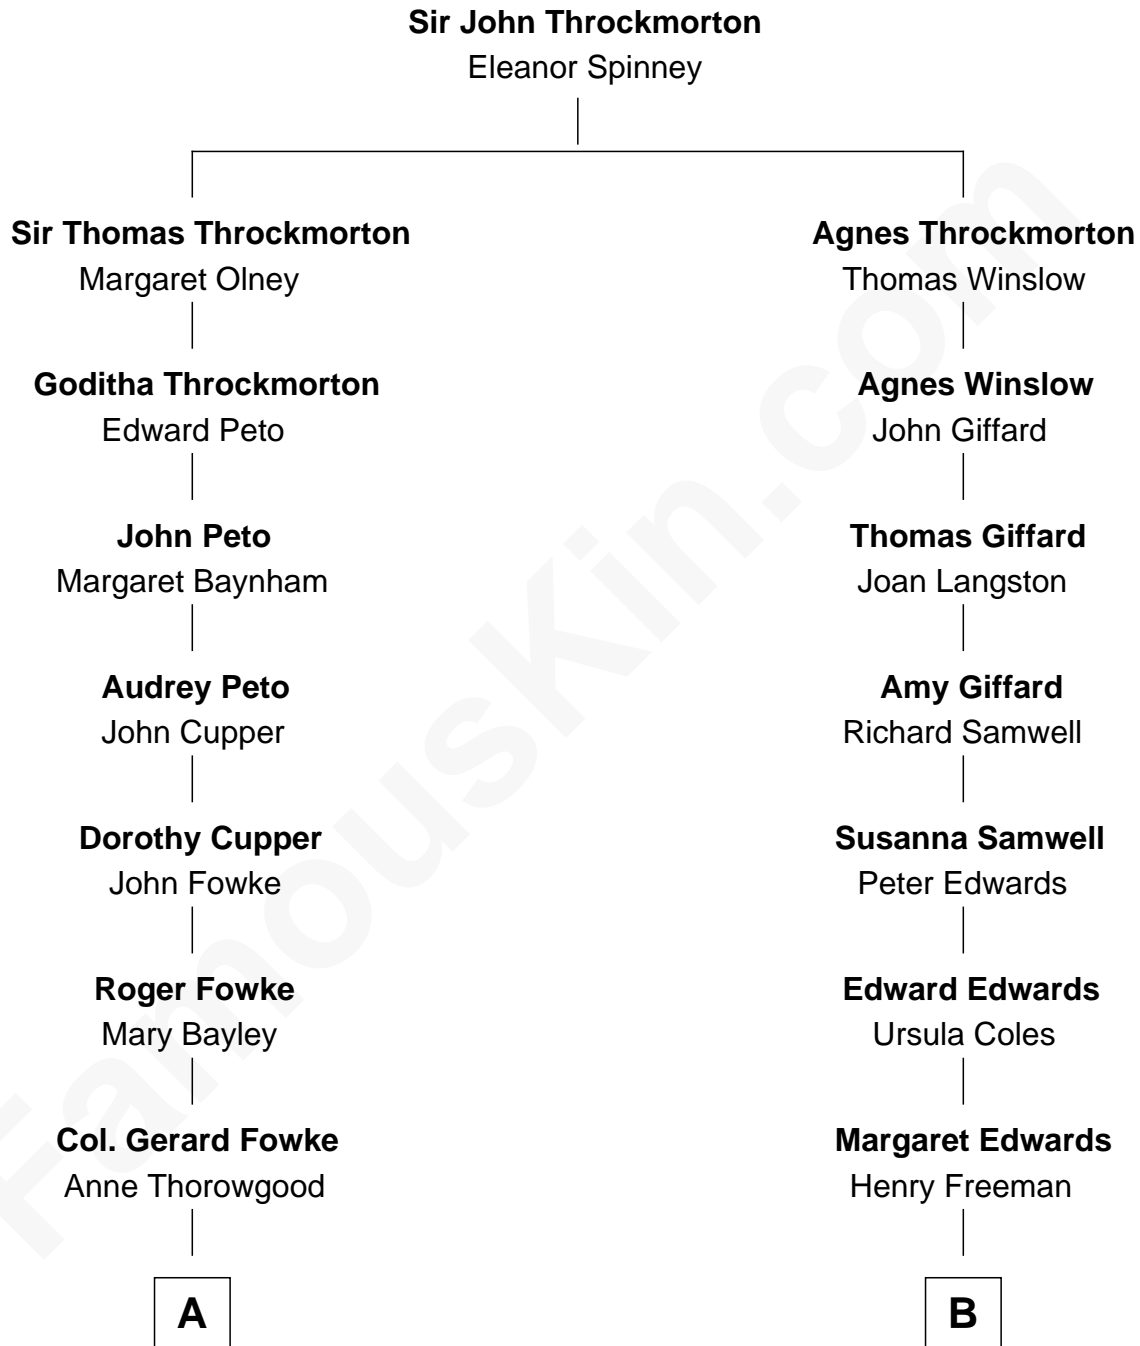 Sir John Throckmorton
Eleanor Spinney
Sir Thomas Throckmorton
Margaret Olney
Goditha Throckmorton
Edward Peto
John Peto
Margaret Baynham
Audrey Peto
John Cupper
Dorothy Cupper
John Fowke
Roger Fowke
Mary Bayley
Col. Gerard Fowke
Anne Thorowgood
A
Agnes Throckmorton
Thomas Winslow
Agnes Winslow
John Giffard
Thomas Giffard
Joan Langston
Amy Giffard
Richard Samwell
Susanna Samwell
Peter Edwards
Edward Edwards
Ursula Coles
Margaret Edwards
Henry Freeman
B
FamousKin.com